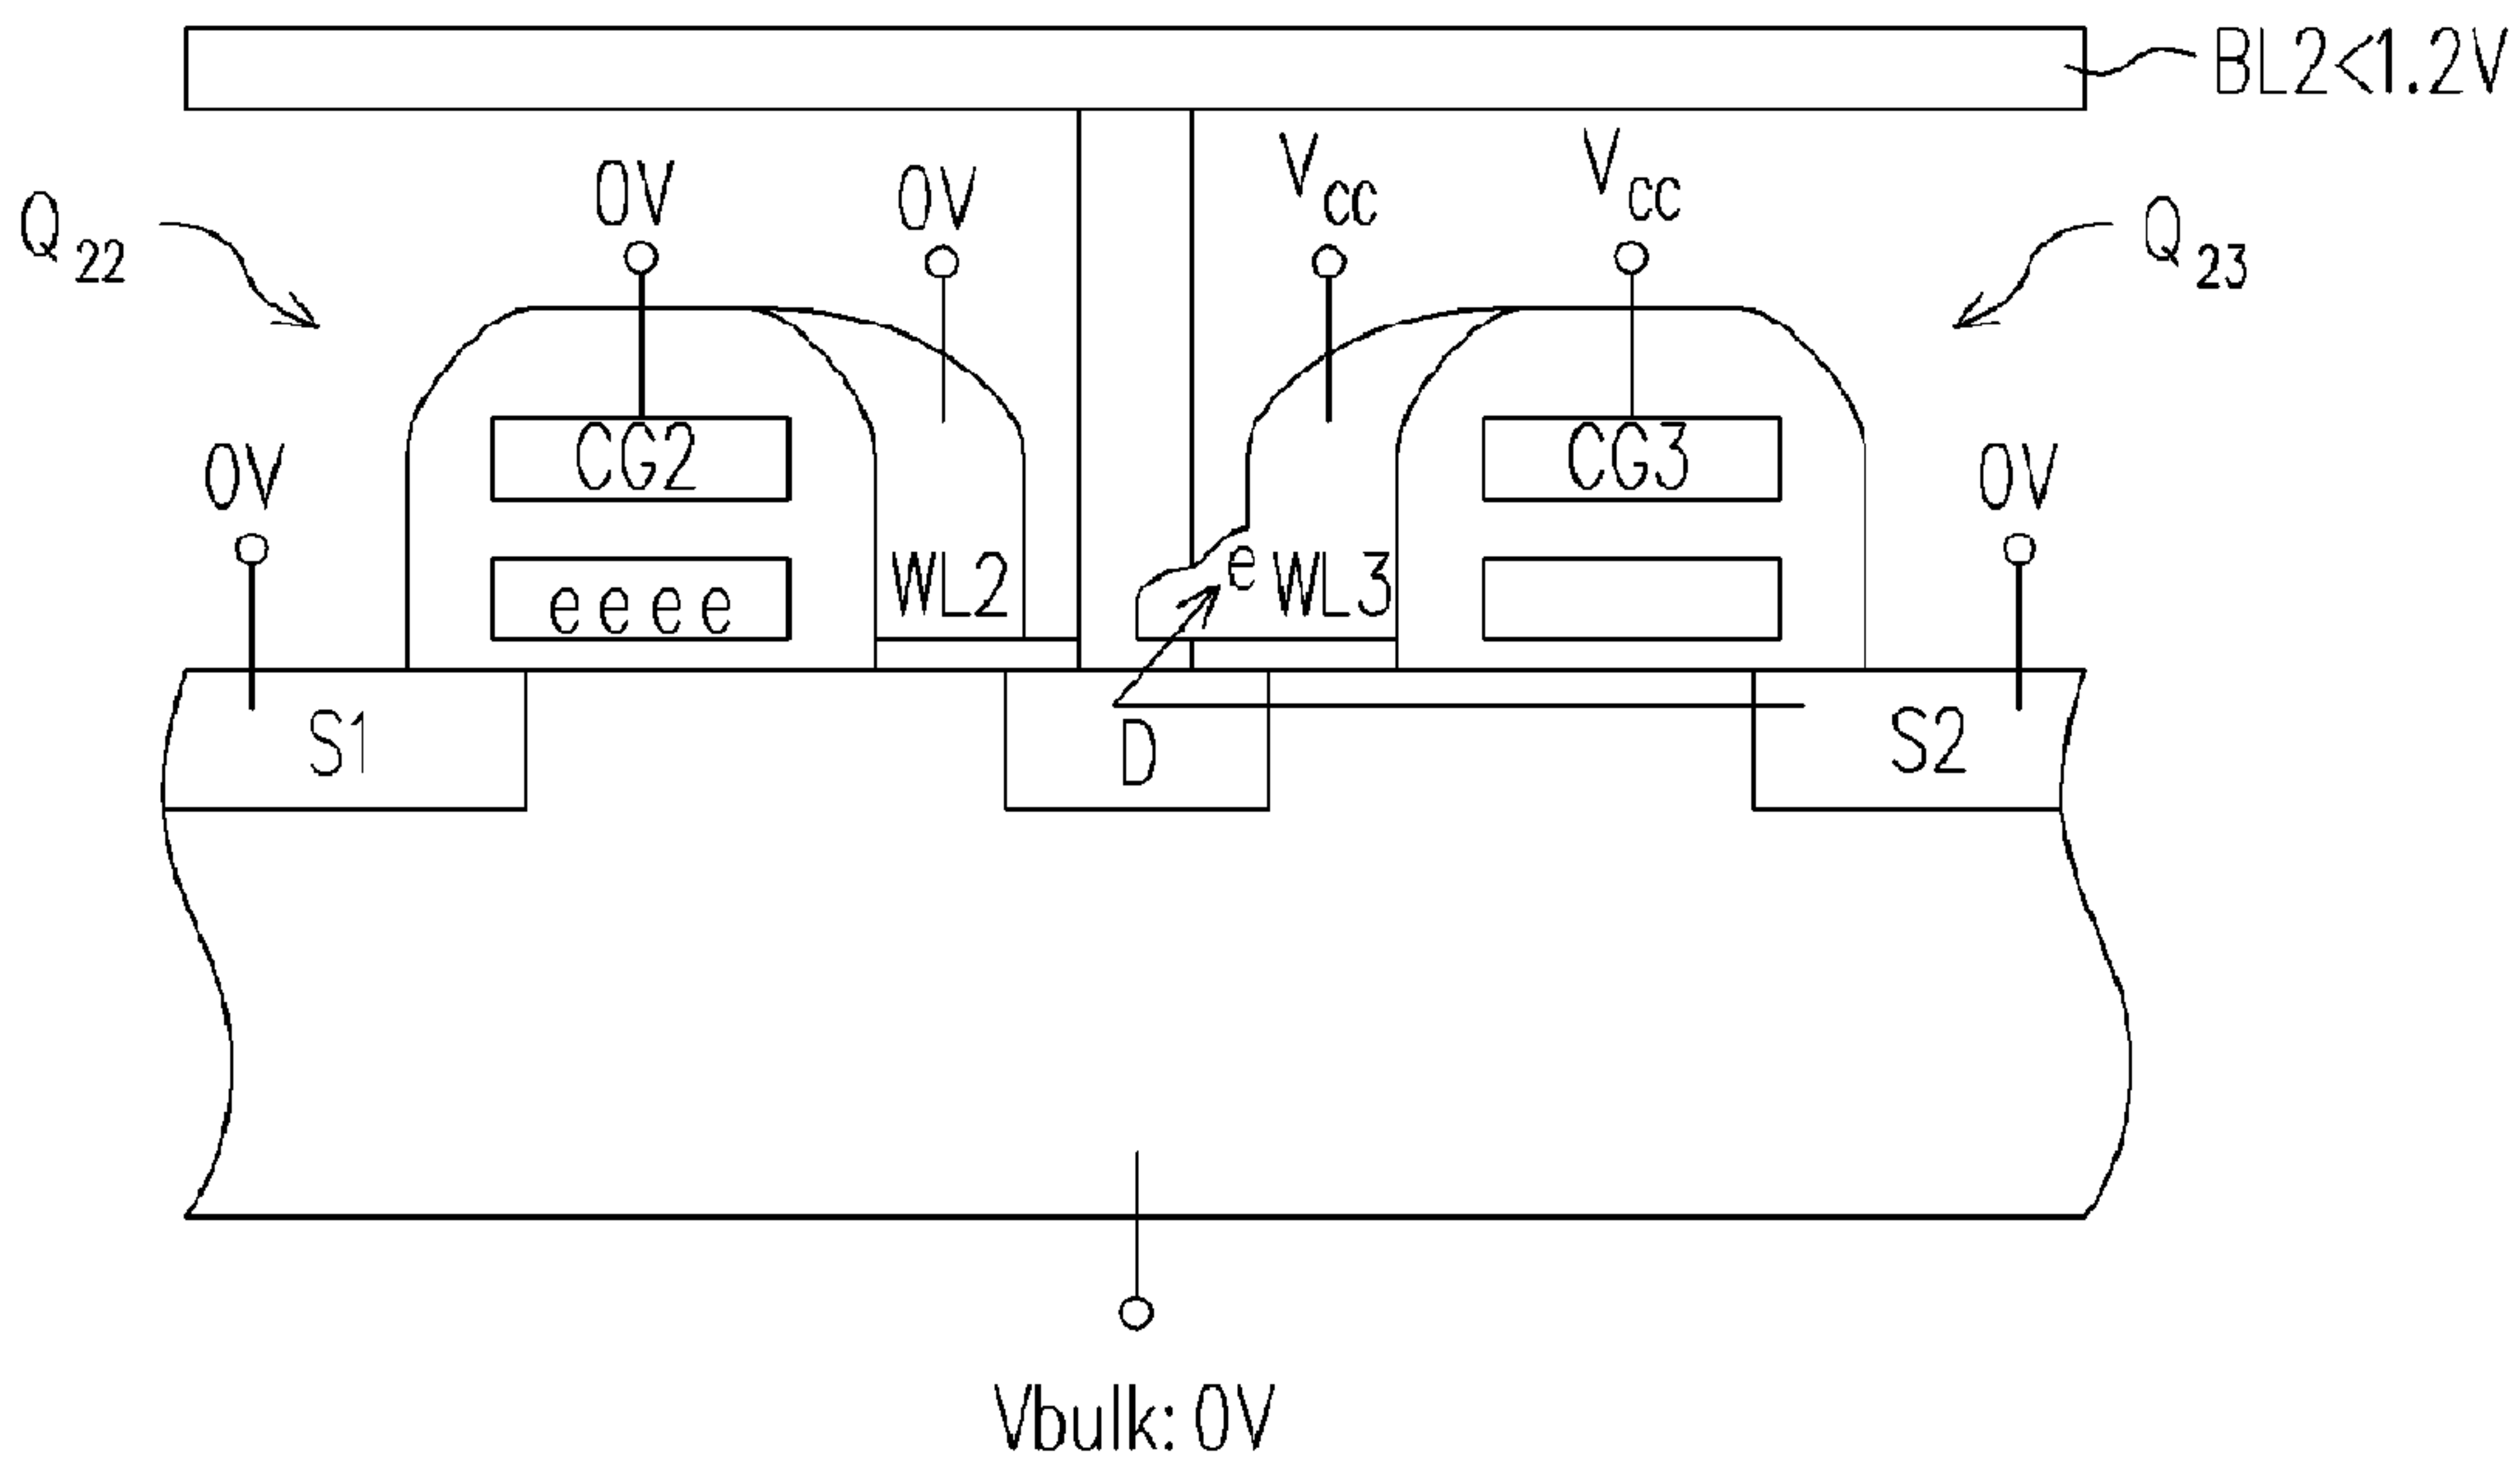 BL2<1.2V
0V
0V
Vcc
Vcc
Q22
Q23
0V
CG2
CG3
0V
eeee
WL2
e
WL3
S1
D
S2
Vbulk: 0V